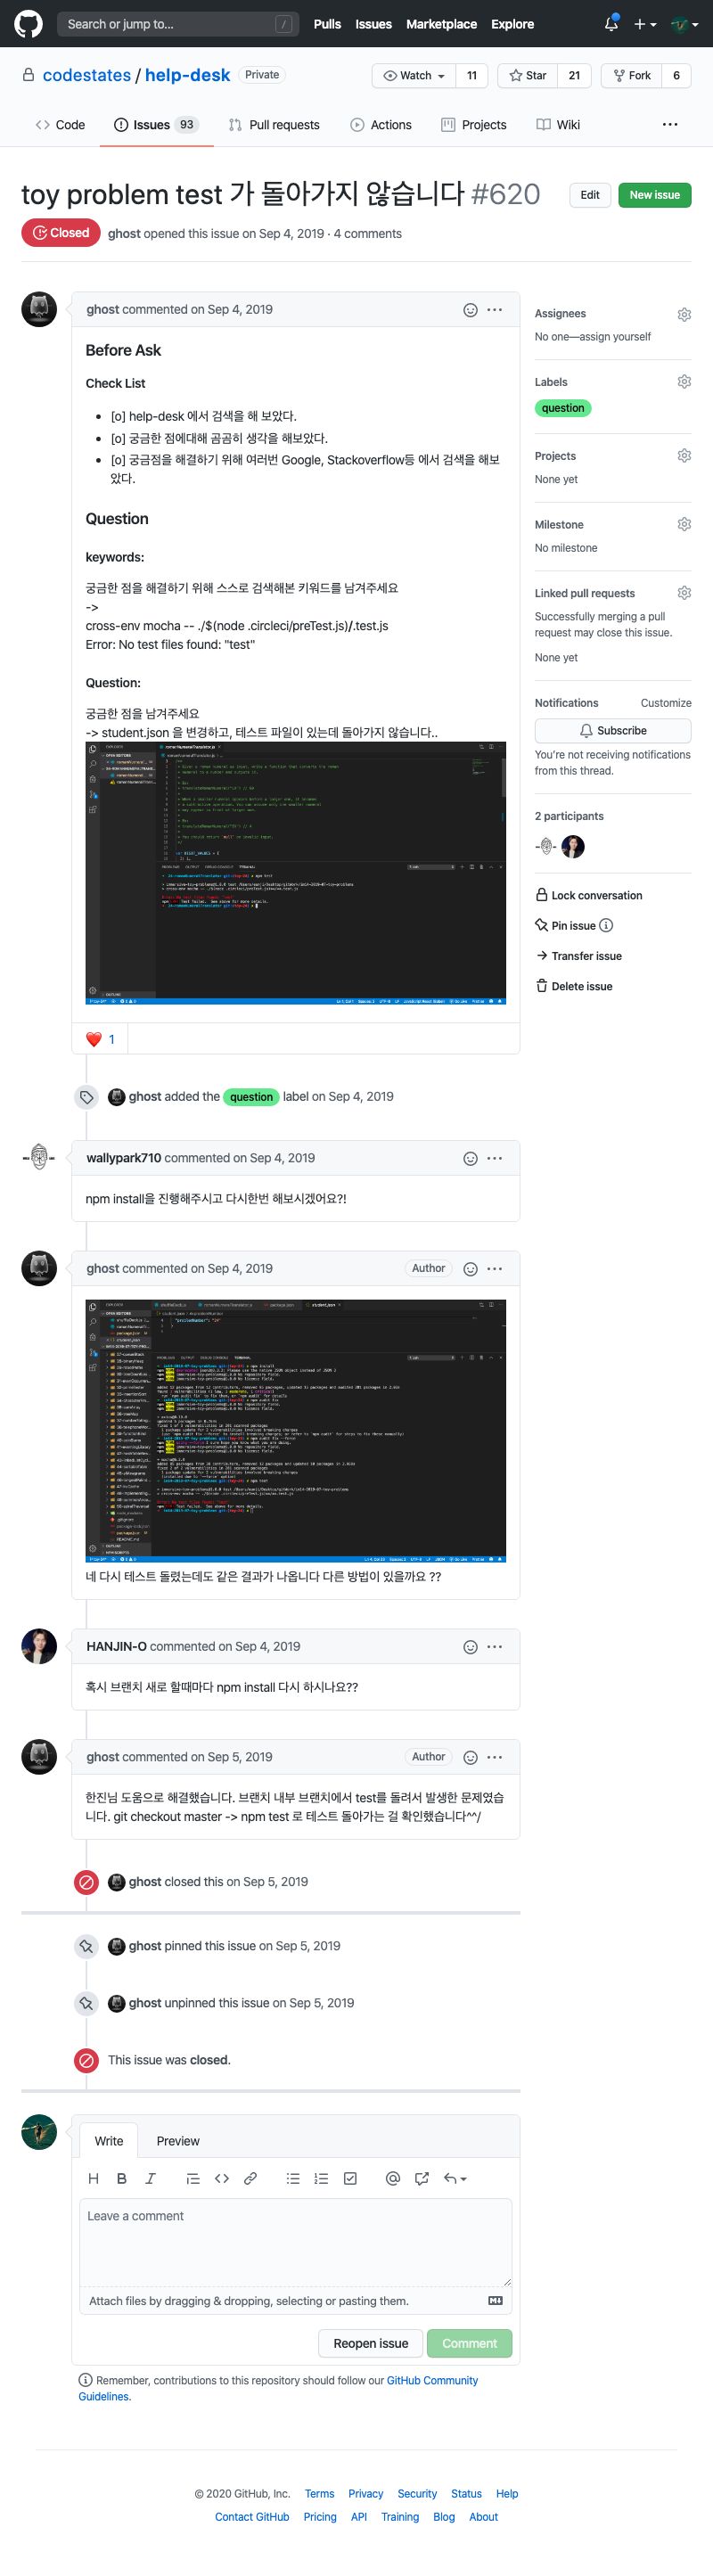 Search or jump to...
/
Pulls Issues Marketplace Explore
codestates / help-desk Private
Watch 11
Star 21
Fork 6
Code
Issues 93
Pull requests
Actions
Projects
Wiki
toy problem test 가 돌아가지 않습니다 #620
Edit
New issue
Closed
ghost opened this issue on Sep 4, 2019 · 4 comments
ghost commented on Sep 4, 2019
Before Ask
Check List
[o] help-desk 에서 검색을 해 보았다.
[o] 궁금한 점에대해 곰곰히 생각을 해보았다.
[o] 궁금점을 해결하기 위해 여러번 Google, Stackoverflow등 에서 검색을 해보
았다.
Question
keywords:
궁금한 점을 해결하기 위해 스스로 검색해본 키워드를 남겨주세요
->
cross-env mocha -- ./$(node .circleci/preTest.js)/.test.js
Error: No test files found: "test"
Question:
궁금한 점을 남겨주세요
-> student.json 을 변경하고, 테스트 파일이 있는데 돌아가지 않습니다..
1
ghost added the question label on Sep 4, 2019
wallypark710 commented on Sep 4, 2019
npm install을 진행해주시고 다시한번 해보시겠어요?!
ghost commented on Sep 4, 2019
Author
네 다시 테스트 돌렸는데도 같은 결과가 나옵니다 다른 방법이 있을까요 ??
HANJIN-O commented on Sep 4, 2019
혹시 브랜치 새로 할때마다 npm install 다시 하시나요??
ghost commented on Sep 5, 2019
Author
한진님 도움으로 해결했습니다. 브랜치 내부 브랜치에서 test를 돌려서 발생한 문제였습
니다. git checkout master -> npm test 로 테스트 돌아가는 걸 확인했습니다^^/
ghost closed this on Sep 5, 2019
ghost pinned this issue on Sep 5, 2019
ghost unpinned this issue on Sep 5, 2019
This issue was closed.
Write
Preview
Leave a comment
Attach files by dragging & dropping, selecting or pasting them.
Reopen issue
Comment
Remember, contributions to this repository should follow our GitHub Community
Guidelines.
Assignees
No one—assign yourself
Labels
question
Projects
None yet
Milestone
No milestone
Linked pull requests
Successfully merging a pull
request may close this issue.
None yet
Notifications
Customize
Subscribe
You're not receiving notifications
from this thread.
2 participants
Lock conversation
Pin issue
Transfer issue
Delete issue
© 2020 GitHub, Inc. Terms Privacy Security Status Help
Contact GitHub Pricing API Training Blog About